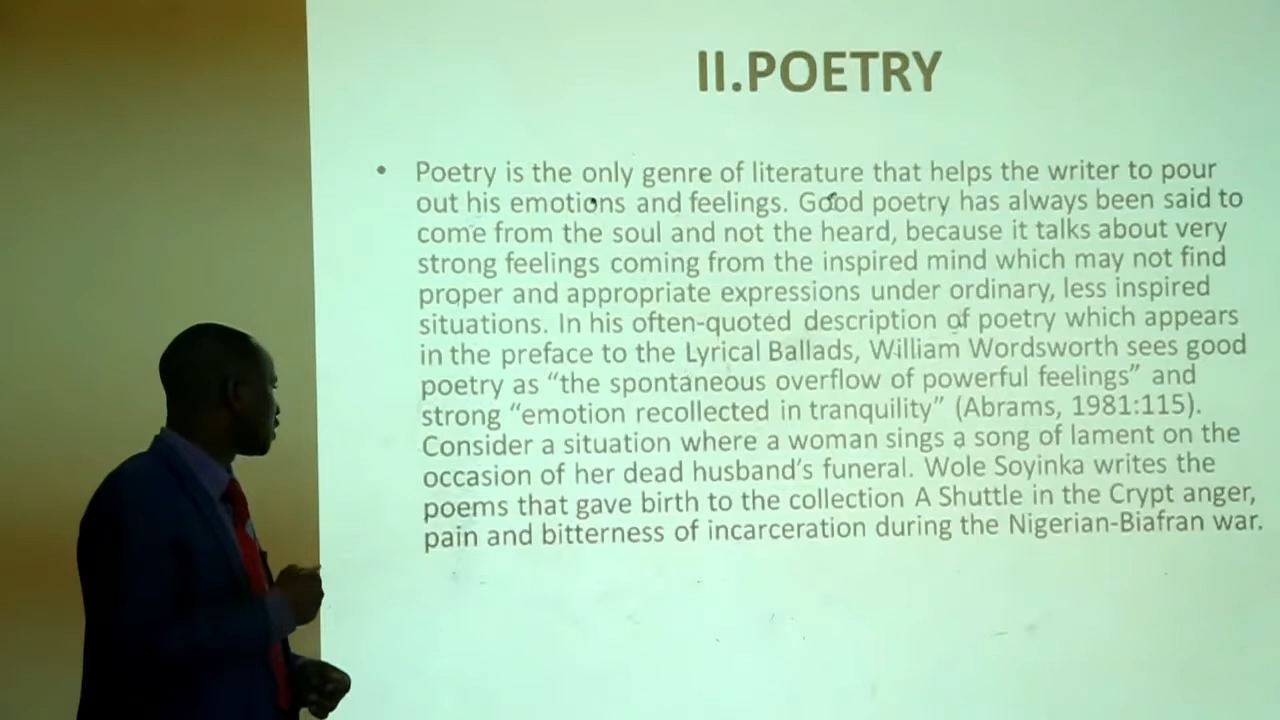 II.POETRY
• Poetry is the only genre of literature that helps the writer to pour
out his emotions and feelings. Good poetry has always been said to
come from the soul and not the heard, because it talks about very
strong feelings coming from the inspired mind which may not find
proper and appropriate expressions under ordinary, less inspired
situations. In his often-quoted description of poetry which appears
in the preface to the Lyrical Ballads, William Wordsworth sees good
poetry as “the spontaneous overflow of powerful feelings” and
strong “emotion recollected in tranquility” (Abrams, 1981:115).
Consider a situation where a woman sings a song of lament on the
occasion of her dead husband’s funeral. Wole Soyinka writes the
poems that gave birth to the collection A Shuttle in the Crypt anger,
pain and bitterness of incarceration during the Nigerian-Biafran war.